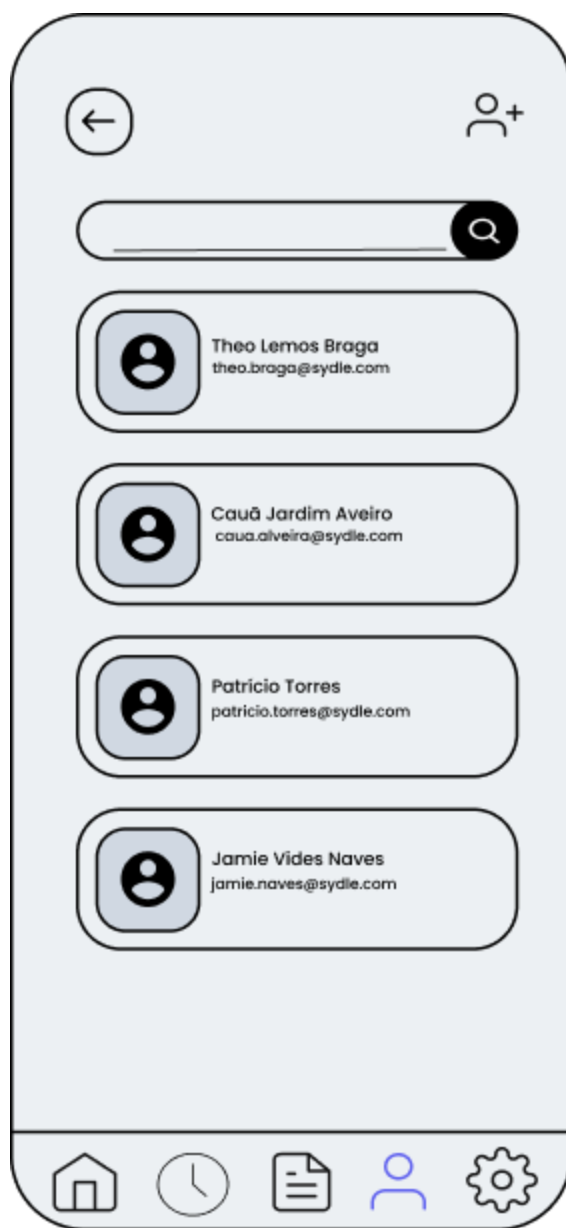 Theo Lemos Braga
theo.braga@sydle.com
Cauã Jardim Aveiro
caua.alveira@sydle.com
Patricio Torres
patricio.torres@sydle.com
Jamie Vides Naves
jamie.naves@sydle.com